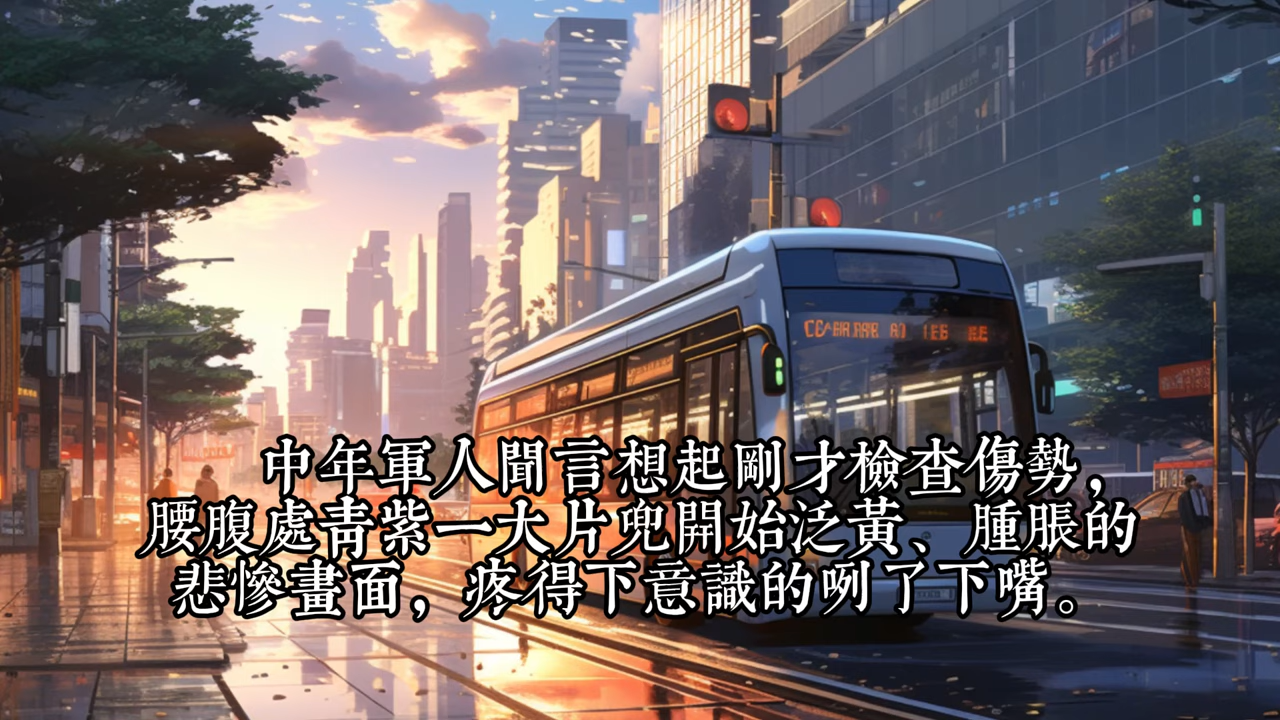 中年軍人聞言想起剛才檢查傷勢，
腰腹處青紫一大片兜開始泛黃、腫脹的
悲慘畫面，疼得下意識的咧了下嘴。